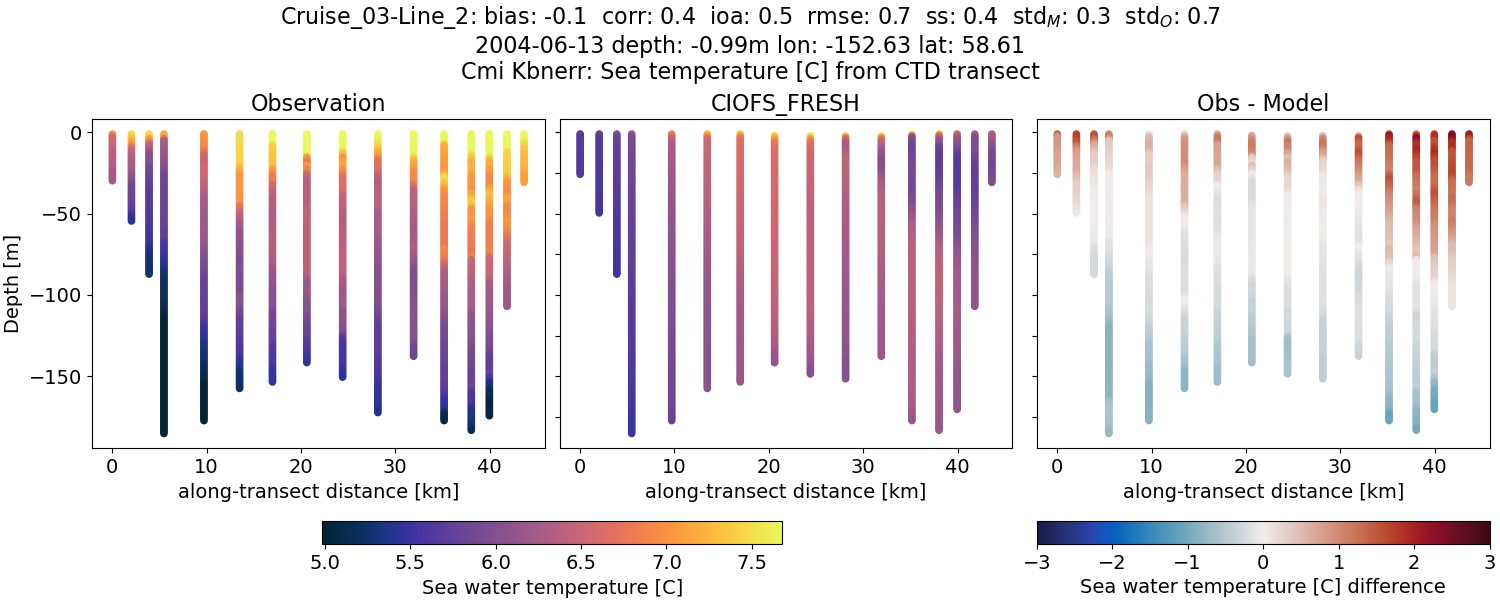 Cruise_03-Line_2: bias: -0.1  corr: 0.4  ioa: 0.5  rmse: 0.7  ss: 0.4  std_M: 0.3  std_O: 0.7
2004-06-13 depth: -0.99m lon: -152.63 lat: 58.61
Cmi Kbnerr: Sea temperature [C] from CTD transect
Observation
CIOFS_FRESH
Obs - Model
Depth [m]
0
−50
−100
−150
0 10 20 30 40
0 10 20 30 40
0 10 20 30 40
along-transect distance [km]
along-transect distance [km]
along-transect distance [km]
5.0 5.5 6.0 6.5 7.0 7.5
Sea water temperature [C]
−3 −2 −1 0 1 2 3
Sea water temperature [C] difference